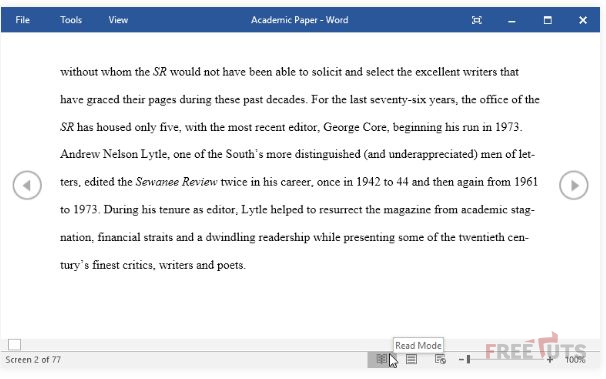 File Tools View Academic Paper - Word
without whom the SR would not have been able to solicit and select the excellent writers that
have graced their pages during these past decades. For the last seventy-six years, the office of the
SR has housed only five, with the most recent editor, George Core, beginning his run in 1973.
Andrew Nelson Lytle, one of the South's more distinguished (and underappreciated) men of let-
ters, edited the Sewanee Review twice in his career, once in 1942 to 44 and then again from 1961
to 1973. During his tenure as editor, Lytle helped to resurrect the magazine from academic stag-
nation, financial straits and a dwindling readership while presenting some of the twentieth cen-
tury's finest critics, writers and poets.
Read Mode
FREETUTS
Screen 2 of 77 100%